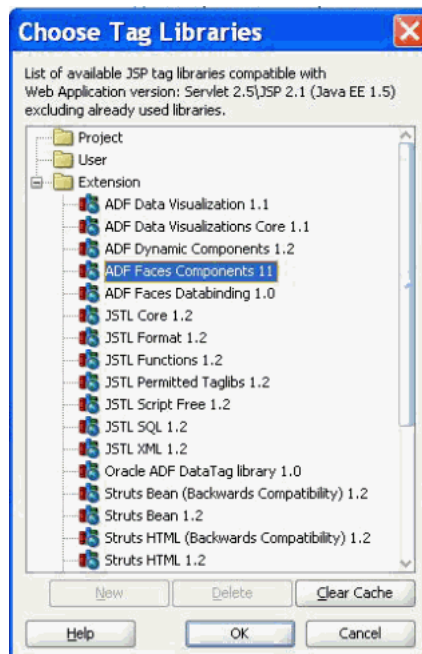 Choose Tag Libraries
List of available JSP tag libraries compatible with
Web Application version: Servlet 2.5\JSP 2.1 (Java EE 1.5)
excluding already used libraries.
Project
User
Extension
ADF Data Visualization 1.1
ADF Data Visualizations Core 1.1
ADF Dynamic Components 1.2
ADF Faces Components 11
ADF Faces Databinding 1.0
JSTL Core 1.2
JSTL Format 1.2
JSTL Functions 1.2
JSTL Permitted Taglibs 1.2
JSTL Script Free 1.2
JSTL SQL 1.2
JSTL XML 1.2
Oracle ADF DataTag library 1.0
Struts Bean (Backwards Compatibility) 1.2
Struts Bean 1.2
Struts HTML (Backwards Compatibility) 1.2
Struts HTML 1.2
New Delete Clear Cache
Help OK Cancel